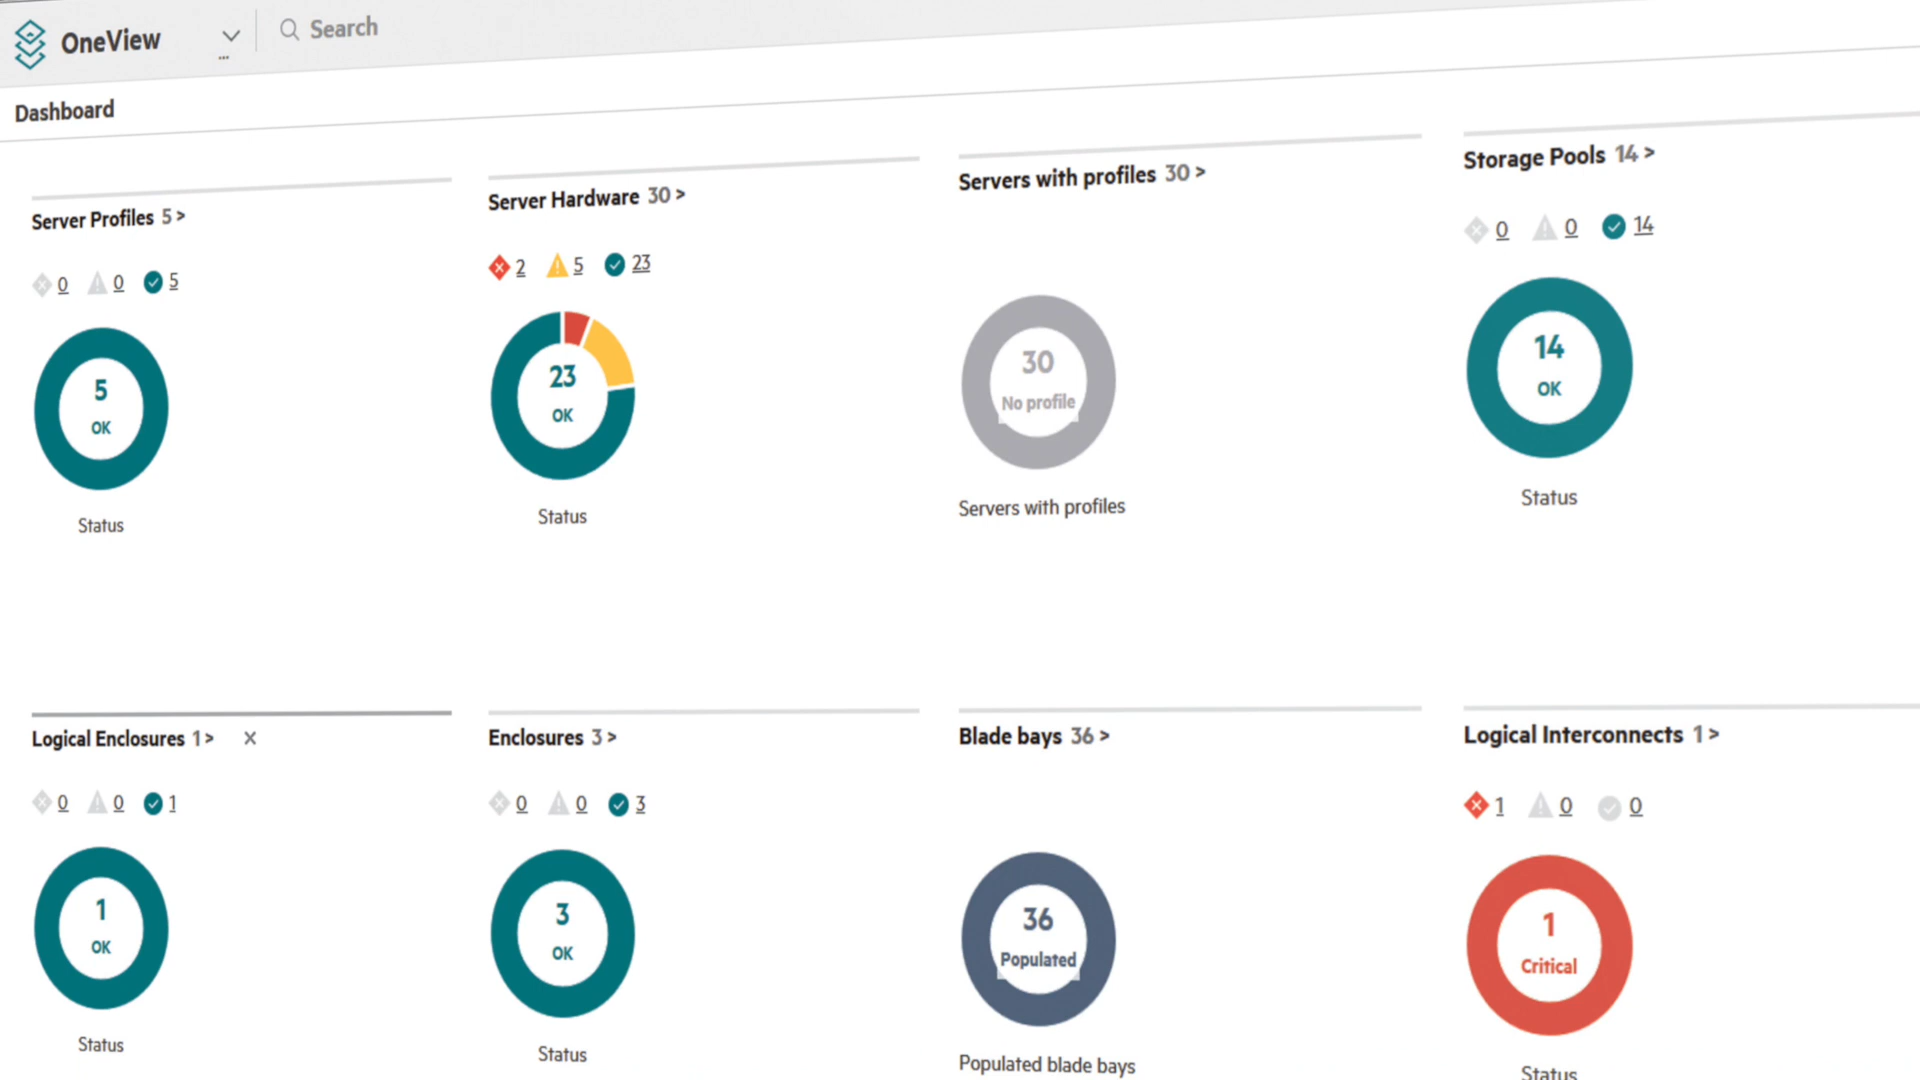 OneView
...
Search
Dashboard
Server Profiles 5 >
0 0 5
5
OK
Status
Server Hardware 30 >
2 5 23
23
OK
Status
Servers with profiles 30 >
30
No profile
Servers with profiles
Storage Pools 14 >
0 0 14
14
OK
Status
Logical Enclosures 1 >
0 0 1
1
OK
Status
Enclosures 3 >
0 0 3
3
OK
Status
Blade bays 36 >
36
Populated
Populated blade bays
Logical Interconnects 1 >
1 0 0
1
Critical
Status